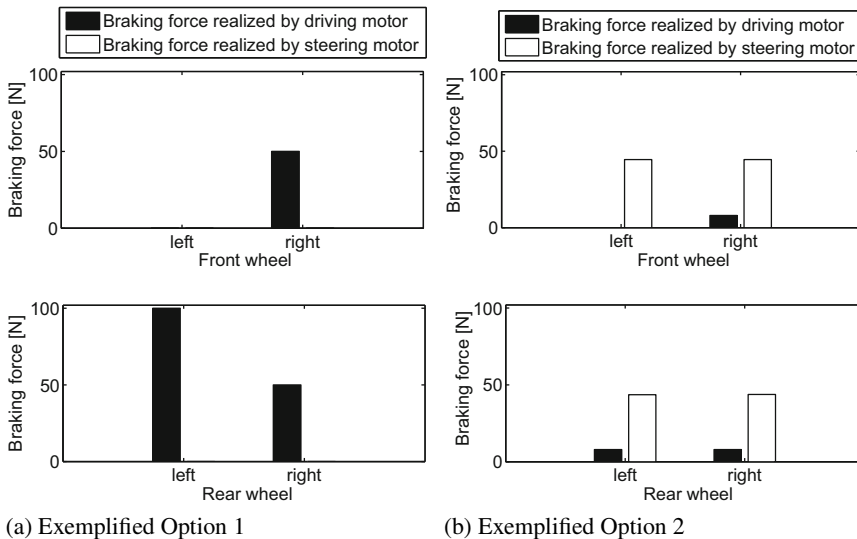 Braking force realized by driving motor
Braking force realized by steering motor
Braking force [N]
100
50
0
left
right
Front wheel
Braking force [N]
100
50
0
left
right
Rear wheel
(a) Exemplified Option 1
Braking force realized by driving motor
Braking force realized by steering motor
Braking force [N]
100
50
0
left
right
Front wheel
Braking force [N]
100
50
0
left
right
Rear wheel
(b) Exemplified Option 2